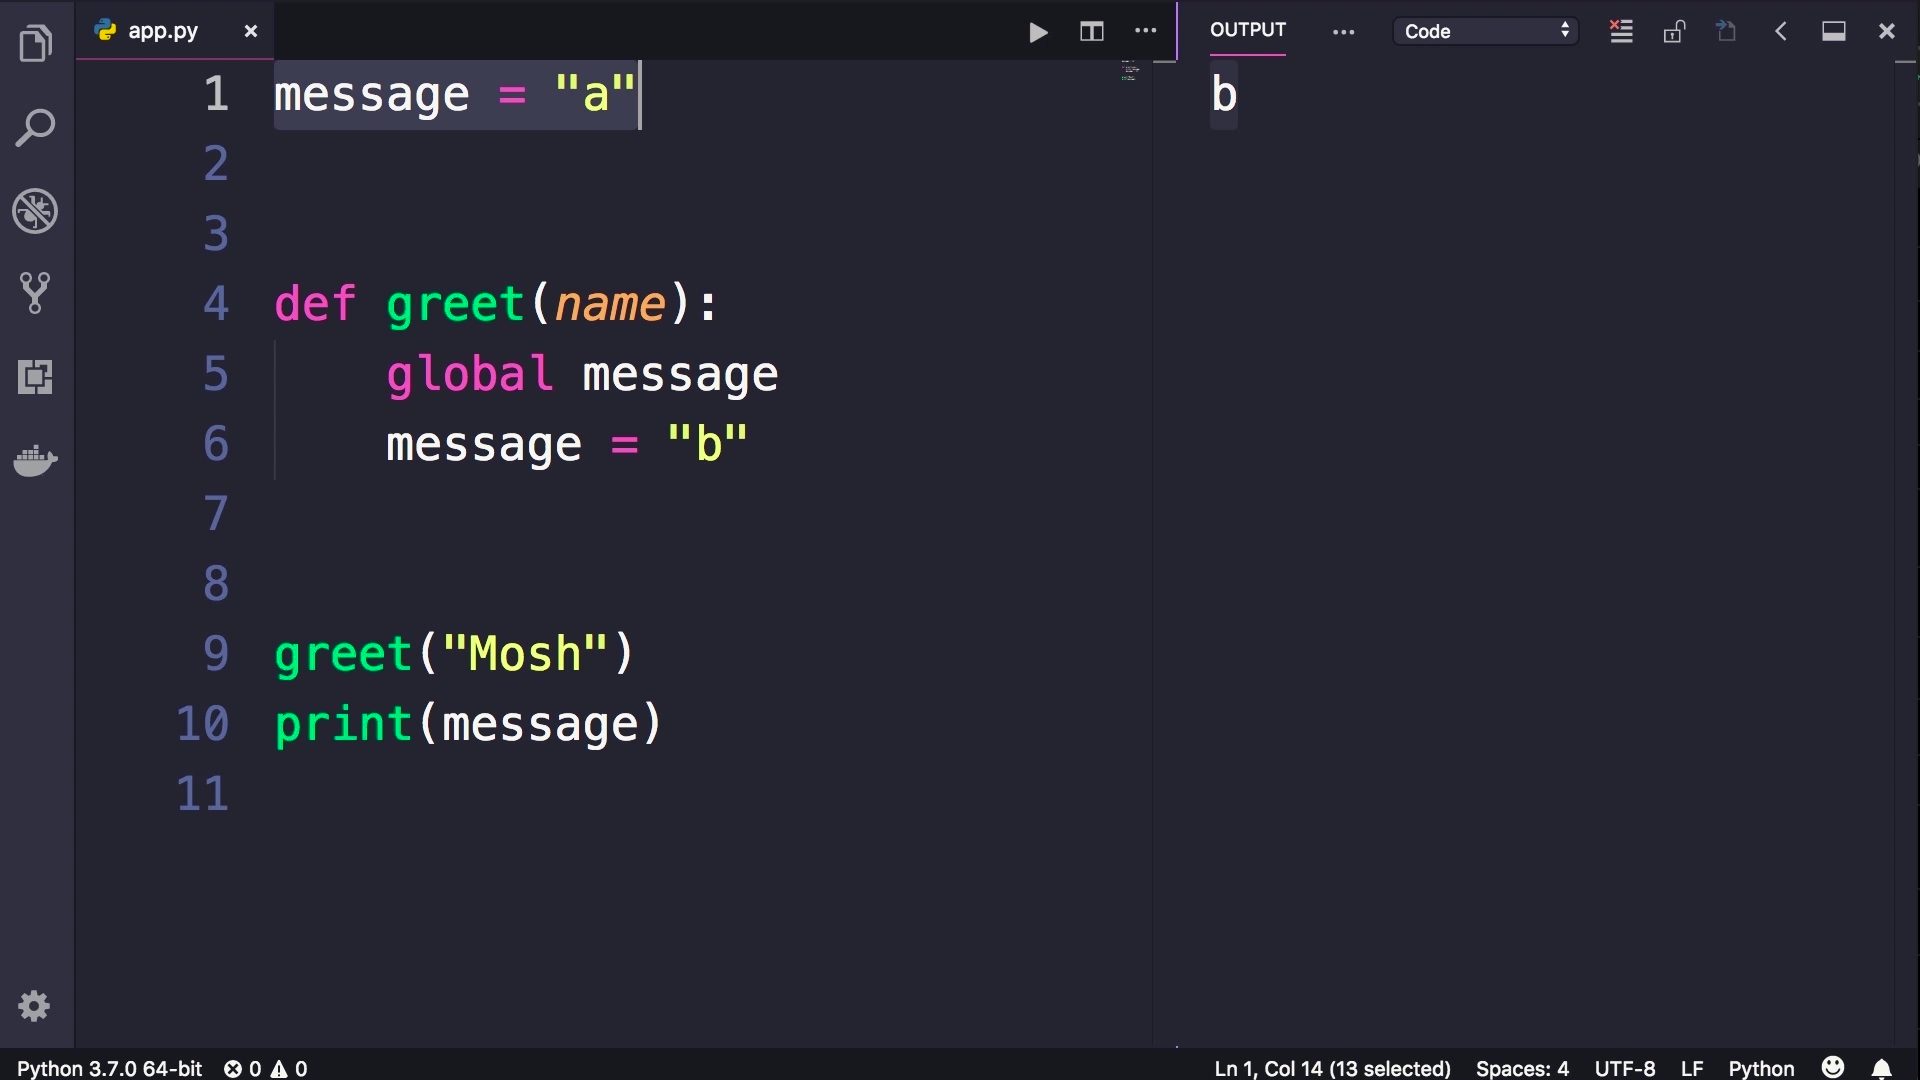 app.py
OUTPUT
Code
1 message = "a"
2
3
4 def greet(name):
5     global message
6     message = "b"
7
8
9 greet("Mosh")
10 print(message)
11
b
Python 3.7.0 64-bit 0 0
Ln 1, Col 14 (13 selected) Spaces: 4 UTF-8 LF Python